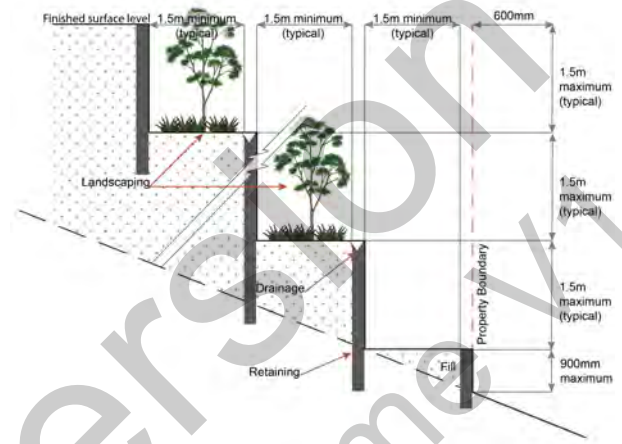 Finished surface level
1.5m minimum
(typical)
1.5m minimum
(typical)
1.5m minimum
(typical)
600mm
1.5m
maximum
(typical)
Landscaping
1.5m
maximum
(typical)
Drainage
Property Boundary
1.5m
maximum
(typical)
Retaining
Fill
900mm
maximum